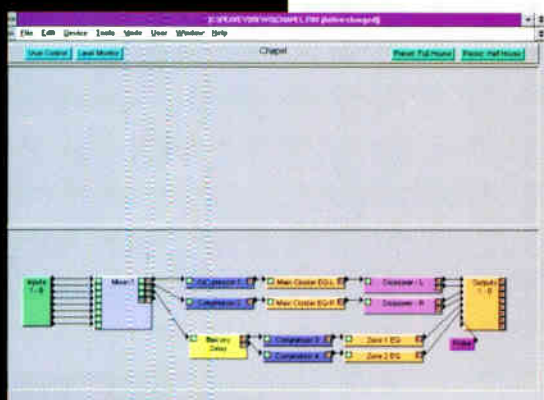 File Edit Device Tools Mode User Window Help
User Control Level Monitor Chapel Preset: Full House Preset: Half House
Inputs
1 - 8
Mixer 1
Compressor 1 Main Cluster EQ-L Crossover - L
Outputs
1 - 8
Compressor 2 Main Cluster EQ-R Crossover - R
Balcony
Delay
Compressor 3 Zone 1 EQ
Compressor 4 Zone 2 EQ
Probe